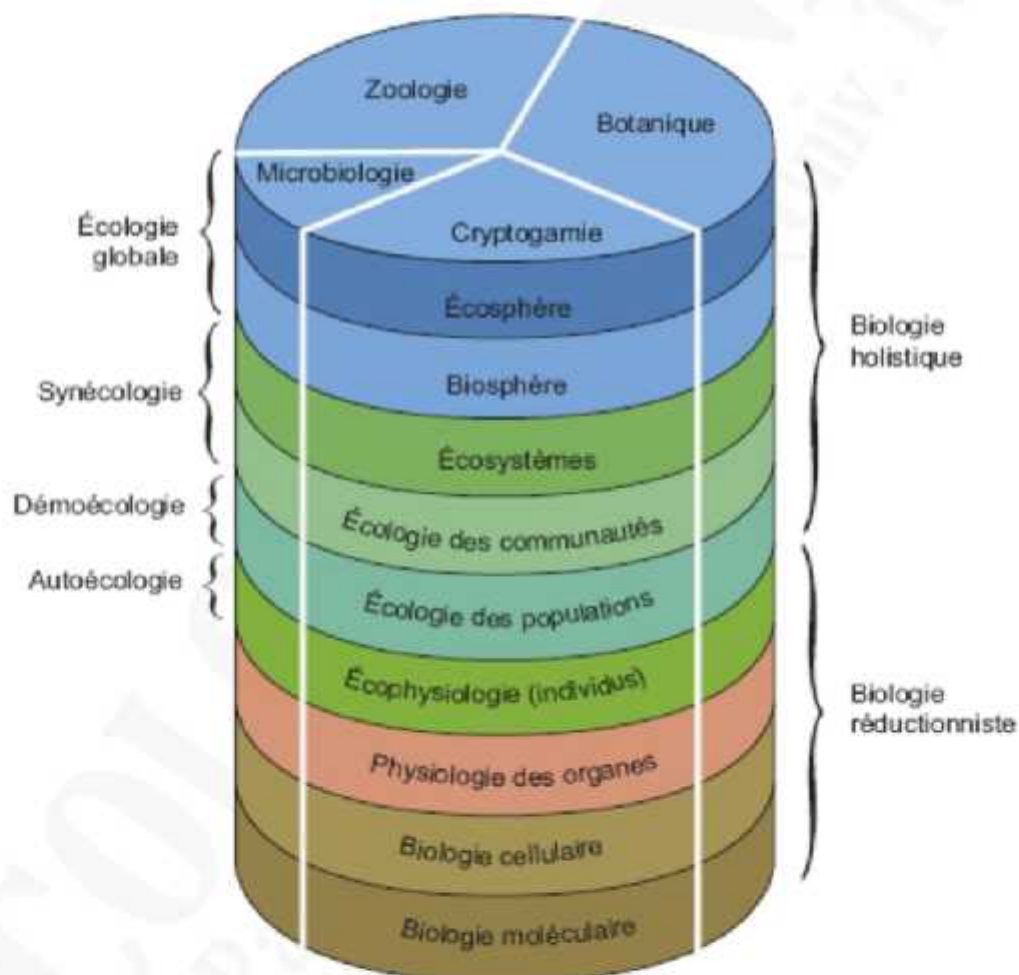 Zoologie
Botanique
Microbiologie
Cryptogamie
Écologie
globale
Écosphère
Biologie
holistique
Biosphère
Synécologie
Écosystèmes
Démoécologie
Écologie des communautés
Autoécologie
Écologie des populations
Écophysiologie (individus)
Biologie
réductionniste
Physiologie des organes
Biologie cellulaire
Biologie moléculaire